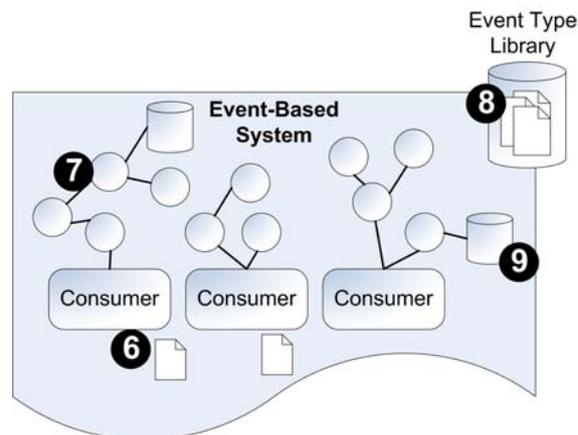 Event Type
Library
8
Event-Based
System
7
9
Consumer
Consumer
Consumer
6